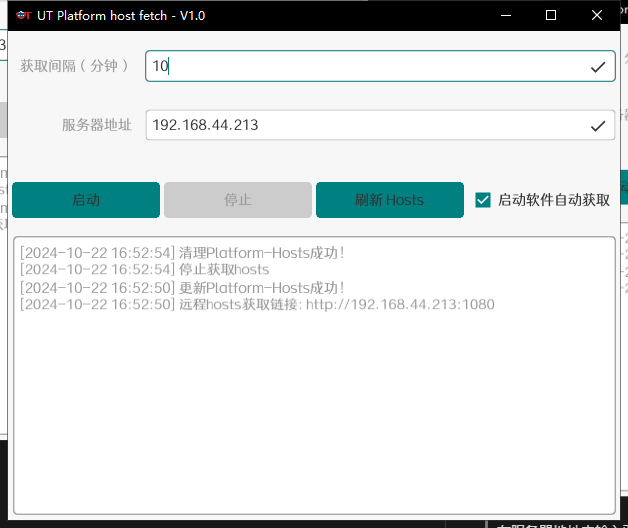 UT Platform host fetch - V1.0
获取间隔（分钟）
10
服务器地址
192.168.44.213
启动
停止
刷新 Hosts
启动软件自动获取
[2024-10-22 16:52:54] 清理Platform-Hosts成功!
[2024-10-22 16:52:54] 停止获取hosts
[2024-10-22 16:52:50] 更新Platform-Hosts成功!
[2024-10-22 16:52:50] 远程hosts获取链接: http://192.168.44.213:1080